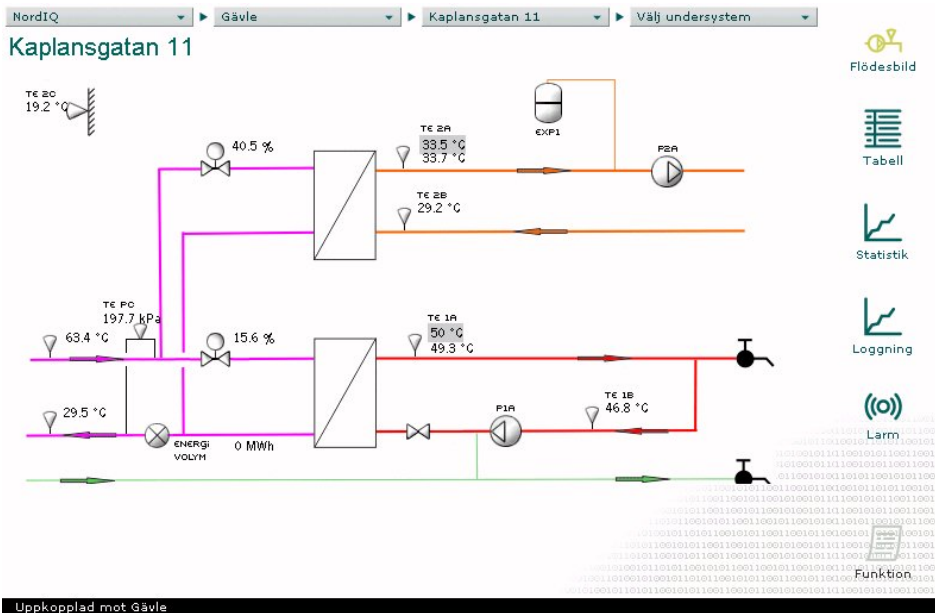 NordIQ
Gävle
Kaplansgatan 11
Välj undersystem
Kaplansgatan 11
Flödesbild
TE 2C
19.2 °C
EXP1
40.5 %
TE 2A
33.5 °C
33.7 °C
P2A
Tabell
TE 2B
29.2 °C
Statistik
TE PC
197.7 kPa
63.4 °C
15.6 %
TE 1A
50 °C
49.3 °C
Loggning
29.5 °C
ENERGI
VOLYM
0 MWh
P1A
TE 1B
46.8 °C
Larm
Funktion
Uppkopplad mot Gävle